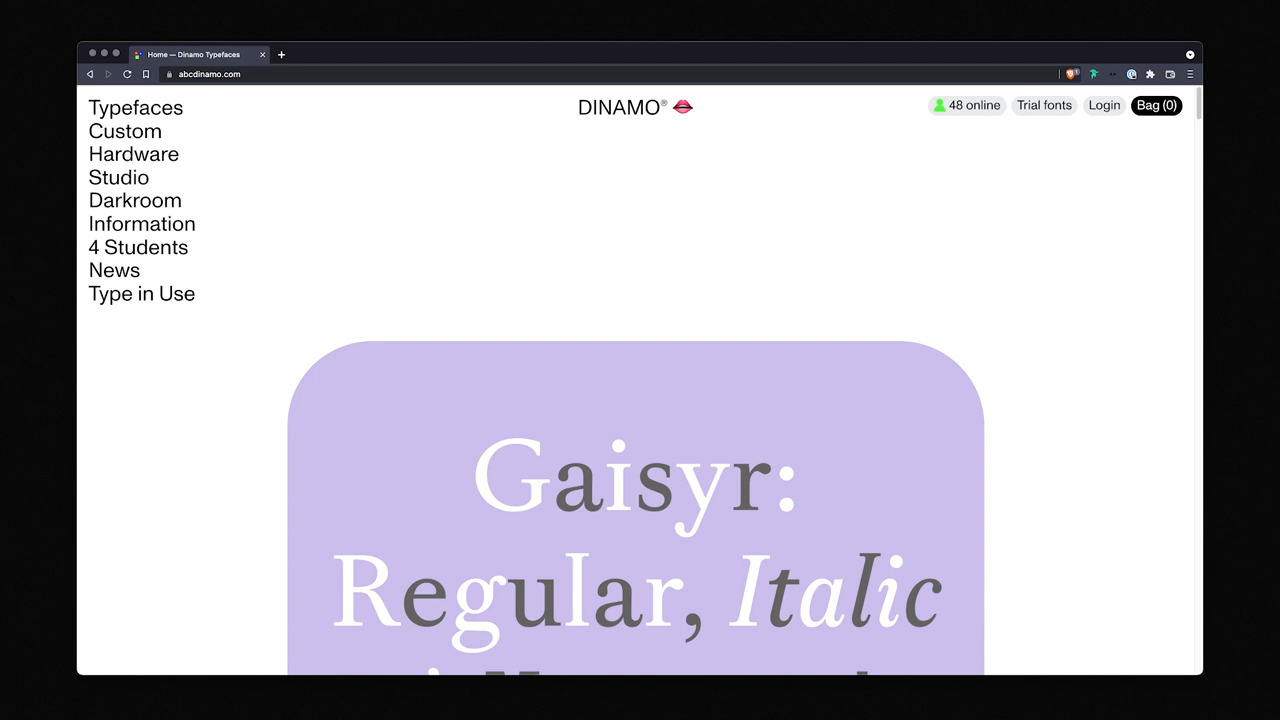 Home — Dinamo Typefaces
abcdinamo.com
Typefaces
Custom
Hardware
Studio
Darkroom
Information
4 Students
News
Type in Use
DINAMO®
48 online
Trial fonts
Login
Bag (0)
Gaisyr:
Regular, Italic